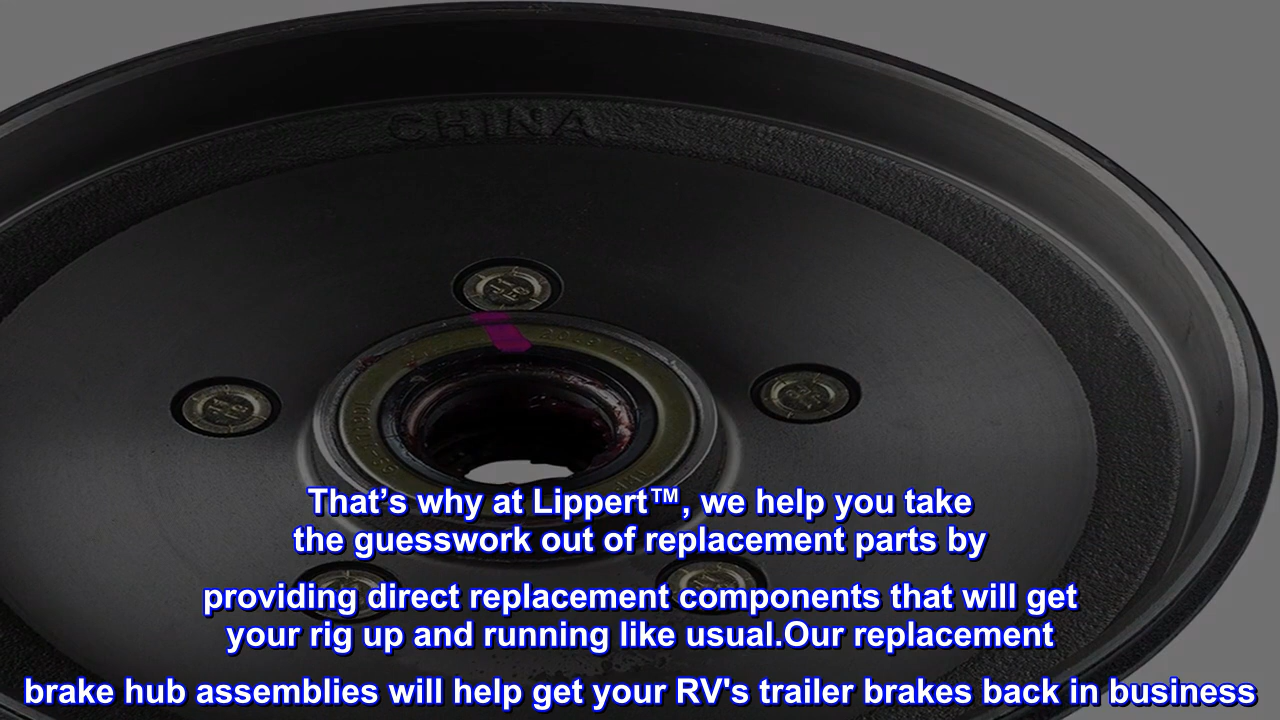 CHINA
That’s why at Lippert™, we help you take
the guesswork out of replacement parts by
providing direct replacement components that will get
your rig up and running like usual.Our replacement
brake hub assemblies will help get your RV's trailer brakes back in business